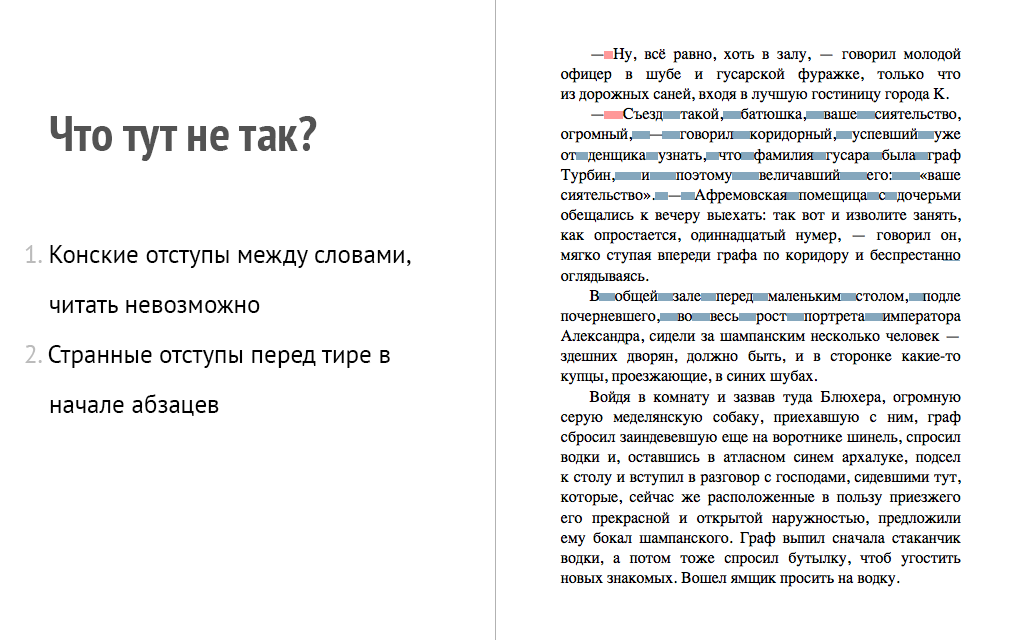 Что тут не так?
1. Конские отступы между словами,
читать невозможно
2. Странные отступы перед тире в
начале абзацев
— Ну, всё равно, хоть в залу, — говорил молодой
офицер в шубе и гусарской фуражке, только что
из дорожных саней, входя в лучшую гостиницу города К.
— Съезд такой, батюшка, ваше сиятельство,
огромный, — говорил коридорный, успевший уже
от денщика узнать, что фамилия гусара была граф
Турбин, и поэтому величавший его: «ваше
сиятельство». — Афремовская помещица с дочерьми
обещались к вечеру выехать: так вот и изволите занять,
как опростается, одиннадцатый нумер, — говорил он,
мягко ступая впереди графа по коридору и беспрестанно
оглядываясь.
В общей зале перед маленьким столом, подле
почерневшего, во весь рост портрета императора
Александра, сидели за шампанским несколько человек —
здешних дворян, должно быть, и в сторонке какие-то
купцы, проезжающие, в синих шубах.
Войдя в комнату и зазвав туда Блюхера, огромную
серую меделянскую собаку, приехавшую с ним, граф
сбросил заиндевевшую еще на воротнике шинель, спросил
водки и, оставшись в атласном синем архалуке, подсел
к столу и вступил в разговор с господами, сидевшими тут,
которые, сейчас же расположенные в пользу приезжего
его прекрасной и открытой наружностью, предложили
ему бокал шампанского. Граф выпил сначала стаканчик
водки, а потом тоже спросил бутылку, чтоб угостить
новых знакомых. Вошел ямщик просить на водку.